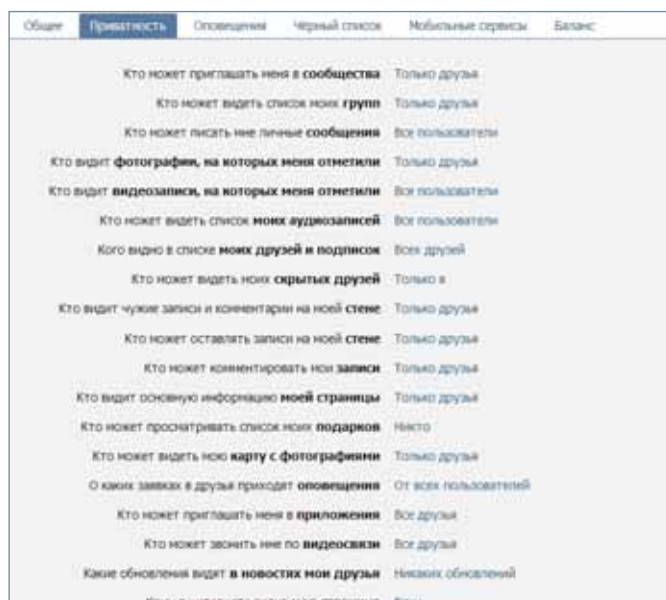 Общее Приватность Оповещения Чёрный список Мобильные сервисы Баланс
Кто может приглашать меня в сообщества Только друзья
Кто может видеть список моих групп Только друзья
Кто может писать мне личные сообщения Все пользователи
Кто видит фотографии, на которых меня отметили Только друзья
Кто видит видеозаписи, на которых меня отметили Все пользователи
Кто может видеть список моих аудиозаписей Все пользователи
Кого видно в списке моих друзей и подписок Всех друзей
Кто может видеть моих скрытых друзей Только я
Кто видит чужие записи и комментарии на моей стене Только друзья
Кто может оставлять записи на моей стене Только друзья
Кто может комментировать мои записи Только друзья
Кто видит основную информацию моей страницы Только друзья
Кто может просматривать список моих подарков Никто
Кто может видеть мою карту с фотографиями Только друзья
О каких заявках в друзья приходят оповещения От всех пользователей
Кто может приглашать меня в приложения Все друзья
Кто может звонить мне по видеосвязи Все друзья
Какие обновления видят в новостях мои друзья Никаких обновлений